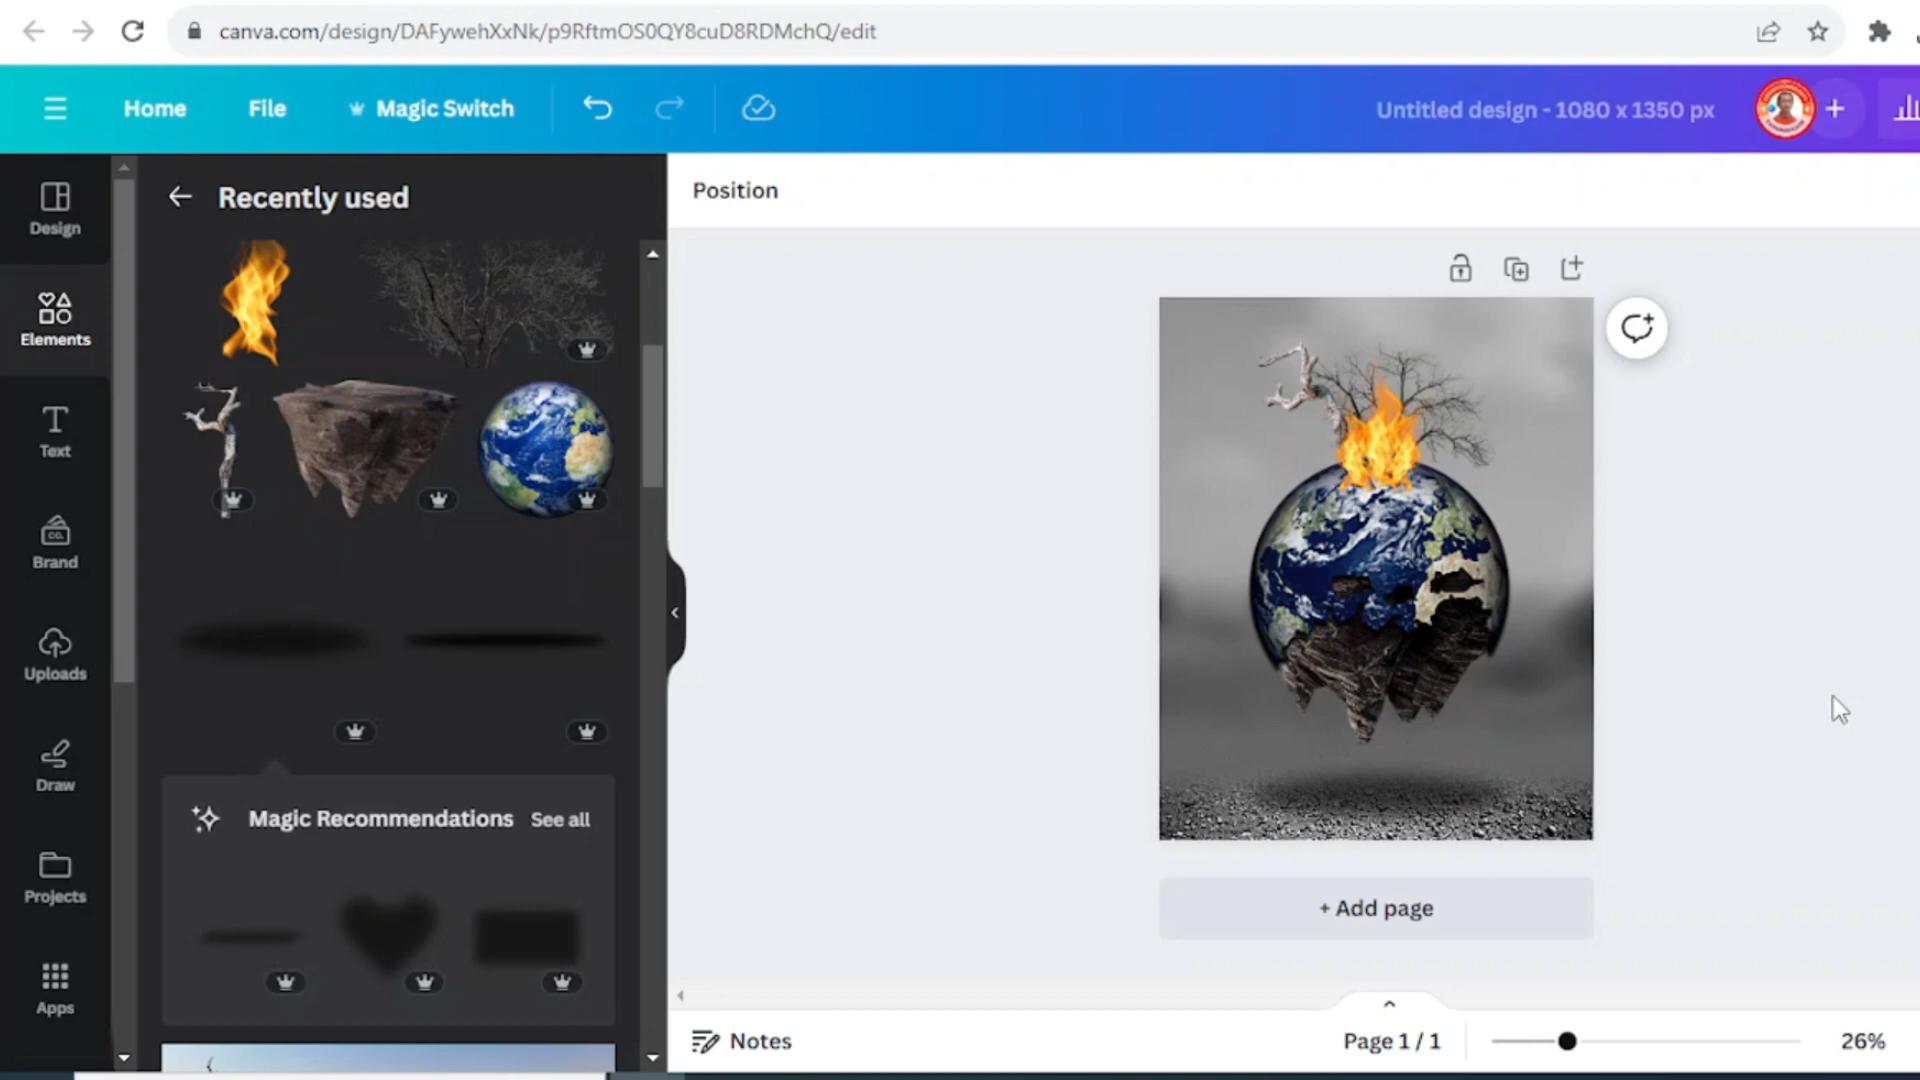 canva.com/design/DAFywehXxNk/p9RftmOS0QY8cuD8RDMchQ/edit
Home File Magic Switch Untitled design - 1080 x 1350 px
Recently used
Position
Design
Elements
Text
CO.
Brand
Uploads
Draw
Projects
Apps
Magic Recommendations See all
+ Add page
Notes Page 1 / 1 26%